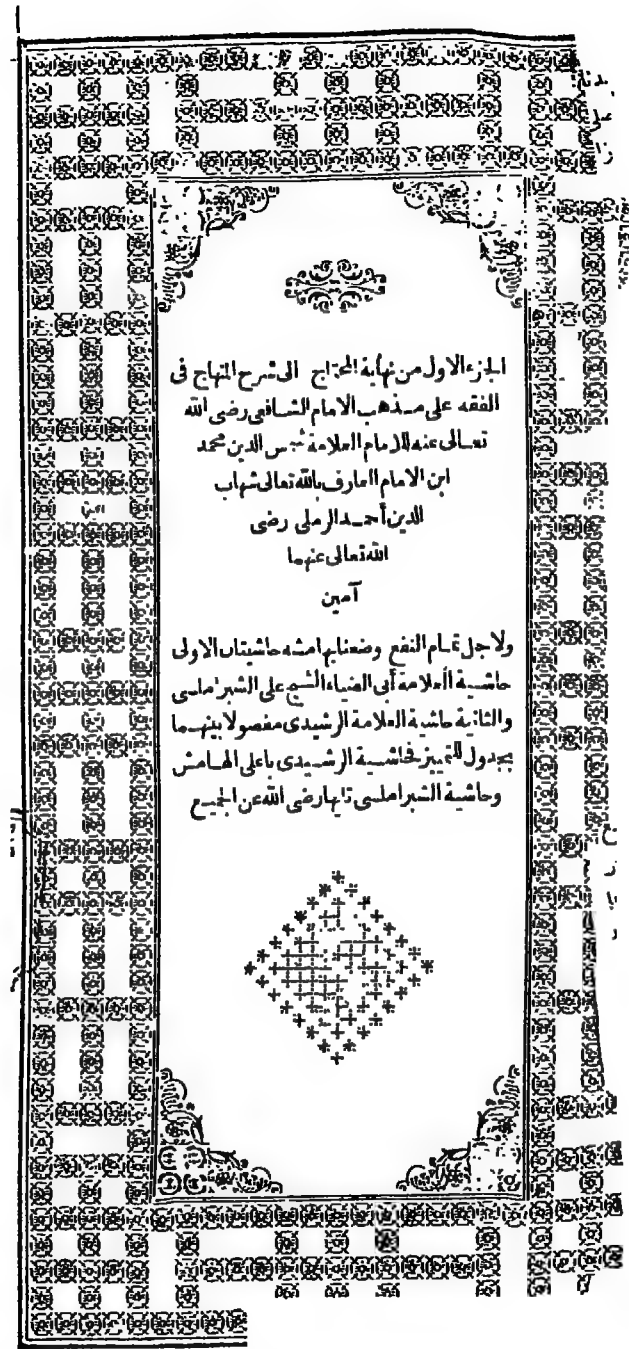 الجزء الاول من نهاية المحتاج الى شرح المنهاج فى
الفقه على مذهب الامام الشافعى رضى الله
تعالى عنه للامام العلامة شمس الدين محمد
ابن الامام العارف بالله تعالى شهاب
الدين أحمد الرملى رضى
الله تعالى عنهما
آمين
ولاجل تمام النفع وضعنا بهامشه حاشيتان الاولى
حاشية العلامة أبى الضياء الشيخ على الشبراملسى
والثانية حاشية العلامة الرشيدى مفصولا بينهما
بجدول للتمييز فحاشية الرشيدى باعلى الهامش
وحاشية الشبراملسى تليها رضى الله عن الجميع